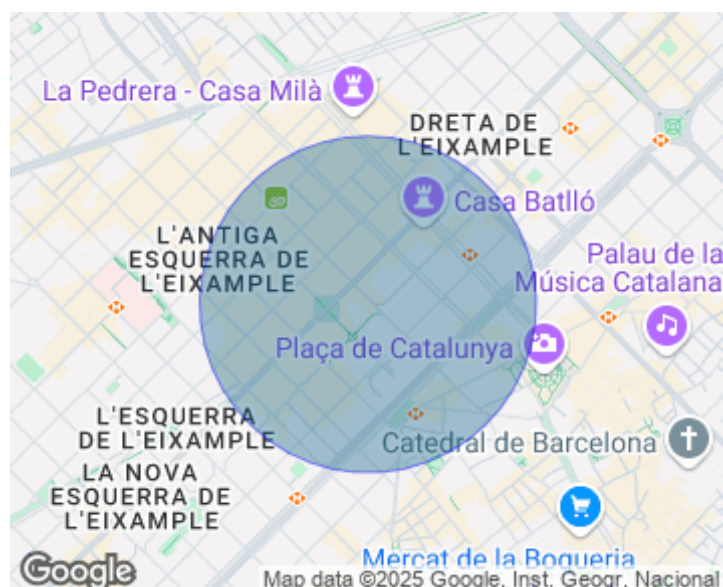 La Pedrera - Casa Milà
DRETA DE
L'EIXAMPLE
Casa Batlló
L'ANTIGA
ESQUERRA DE
L'EIXAMPLE
Palau de la
Música Catalana
Plaça de Catalunya
L'ESQUERRA
DE L'EIXAMPLE
Catedral de Barcelona
LA NOVA
ESQUERRA DE
L'EIXAMPLE
Mercat de la Boqueria
Google
Map data ©2025 Google, Inst. Geogr. Nacional